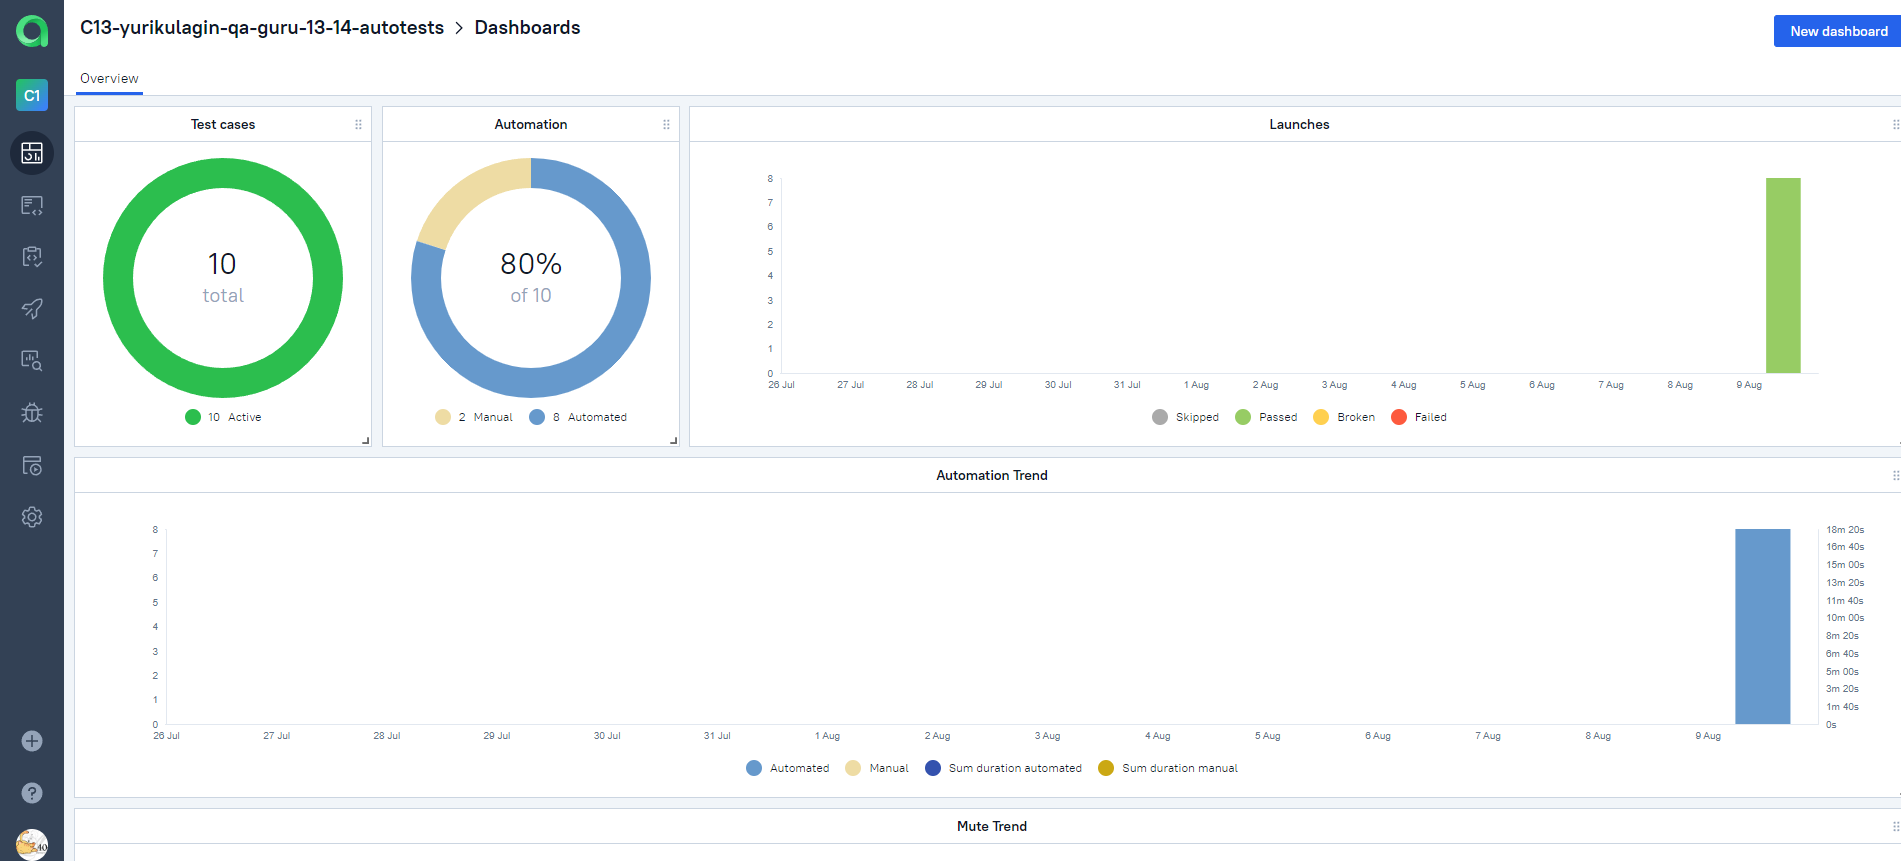 C13-yurikulagin-qa-guru-13-14-autotests > Dashboards
New dashboard
C1
Overview
Test cases
10
total
10 Active
Automation
80%
of 10
2 Manual 8 Automated
Launches
8
7
6
5
4
3
2
1
0
26 Jul 27 Jul 28 Jul 29 Jul 30 Jul 31 Jul 1 Aug 2 Aug 3 Aug 4 Aug 5 Aug 6 Aug 7 Aug 8 Aug 9 Aug
Skipped Passed Broken Failed
Automation Trend
8
7
6
5
4
3
2
1
0
18m 20s
16m 40s
15m 00s
13m 20s
11m 40s
10m 00s
8m 20s
6m 40s
5m 00s
3m 20s
1m 40s
0s
26 Jul 27 Jul 28 Jul 29 Jul 30 Jul 31 Jul 1 Aug 2 Aug 3 Aug 4 Aug 5 Aug 6 Aug 7 Aug 8 Aug 9 Aug
Automated Manual Sum duration automated Sum duration manual
Mute Trend